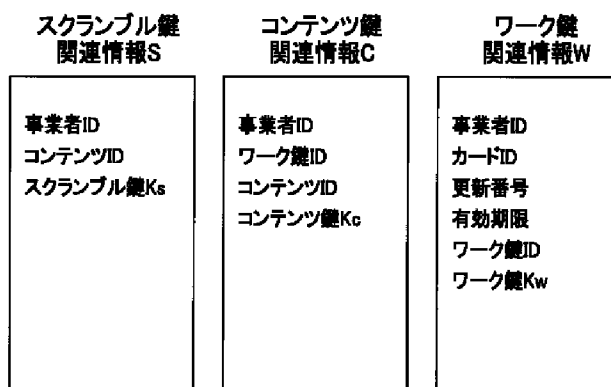 スクランブル鍵
関連情報S
事業者ID
コンテンツID
スクランブル鍵Ks
コンテンツ鍵
関連情報C
事業者ID
ワーク鍵ID
コンテンツID
コンテンツ鍵Kc
ワーク鍵
関連情報W
事業者ID
カードID
更新番号
有効期限
ワーク鍵ID
ワーク鍵Kw